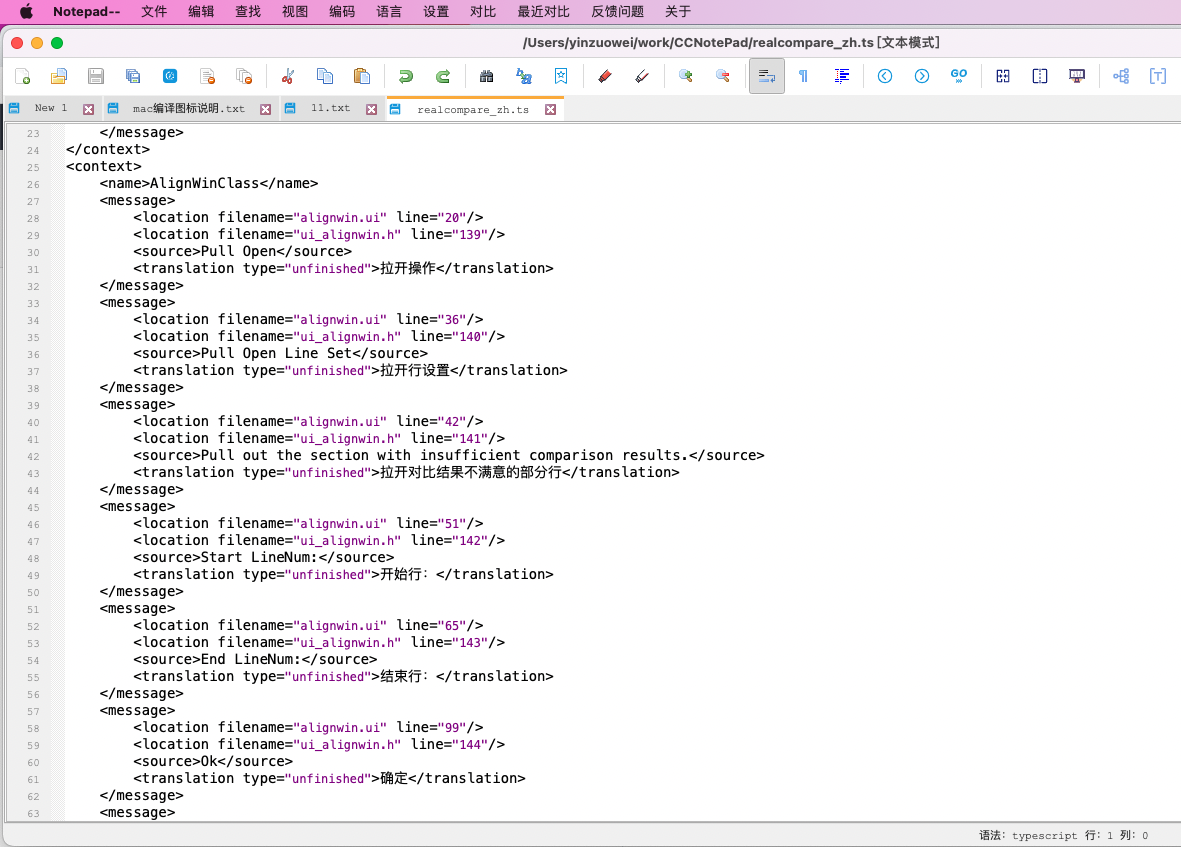 Notepad-- 文件 编辑 查找 视图 编码 语言 设置 对比 最近对比 反馈问题 关于
/Users/yinzuowei/work/CCNotePad/realcompare_zh.ts [文本模式]
GO
New 1 mac编译图标说明.txt 11.txt realcompare_zh.ts
23 </message>
24 </context>
25 <context>
26 <name>AlignWinClass</name>
27 <message>
28 <location filename="alignwin.ui" line="20"/>
29 <location filename="ui_alignwin.h" line="139"/>
30 <source>Pull Open</source>
31 <translation type="unfinished">拉开操作</translation>
32 </message>
33 <message>
34 <location filename="alignwin.ui" line="36"/>
35 <location filename="ui_alignwin.h" line="140"/>
36 <source>Pull Open Line Set</source>
37 <translation type="unfinished">拉开行设置</translation>
38 </message>
39 <message>
40 <location filename="alignwin.ui" line="42"/>
41 <location filename="ui_alignwin.h" line="141"/>
42 <source>Pull out the section with insufficient comparison results.</source>
43 <translation type="unfinished">拉开对比结果不满意的部分行</translation>
44 </message>
45 <message>
46 <location filename="alignwin.ui" line="51"/>
47 <location filename="ui_alignwin.h" line="142"/>
48 <source>Start LineNum:</source>
49 <translation type="unfinished">开始行：</translation>
50 </message>
51 <message>
52 <location filename="alignwin.ui" line="65"/>
53 <location filename="ui_alignwin.h" line="143"/>
54 <source>End LineNum:</source>
55 <translation type="unfinished">结束行：</translation>
56 </message>
57 <message>
58 <location filename="alignwin.ui" line="99"/>
59 <location filename="ui_alignwin.h" line="144"/>
60 <source>Ok</source>
61 <translation type="unfinished">确定</translation>
62 </message>
63 <message>
语法：typescript 行：1 列：0